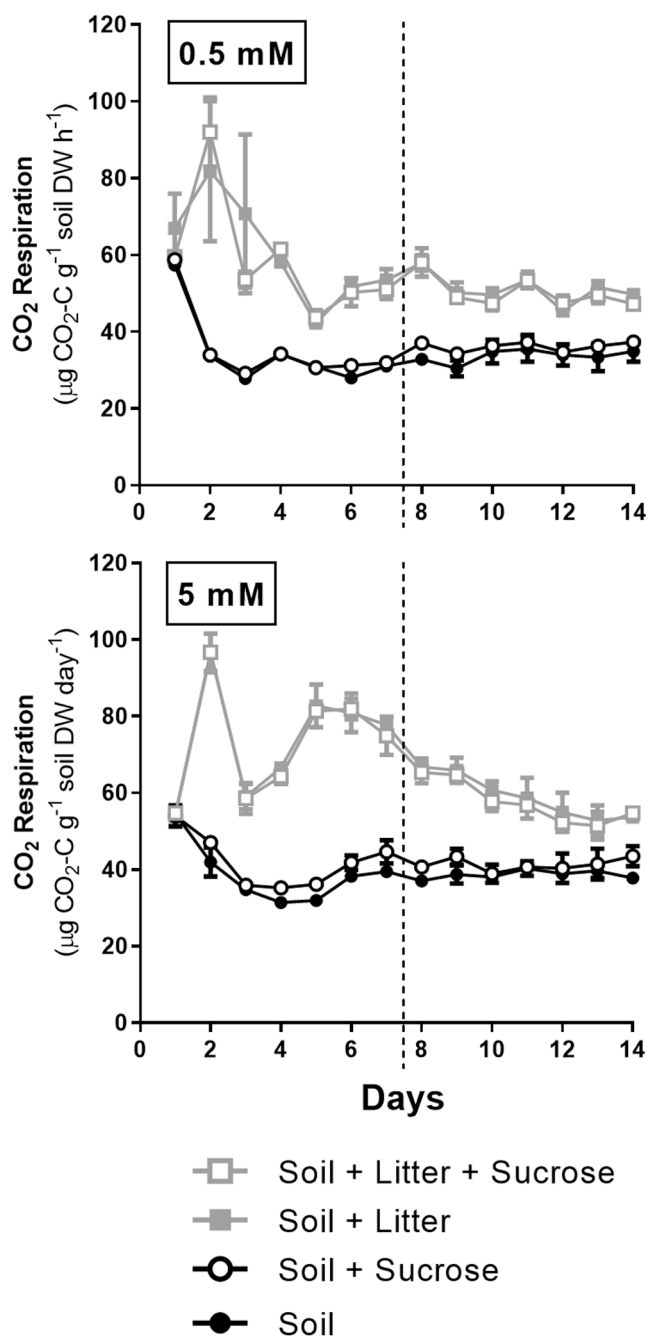 120
0.5 mM
100
80
60
40
20
0
CO₂ Respiration
(µg CO₂-C g⁻¹ soil DW h⁻¹)
0 2 4 6 8 10 12 14
120
5 mM
100
80
60
40
20
0
CO₂ Respiration
(µg CO₂-C g⁻¹ soil DW day⁻¹)
0 2 4 6 8 10 12 14
Days
Soil + Litter + Sucrose
Soil + Litter
Soil + Sucrose
Soil